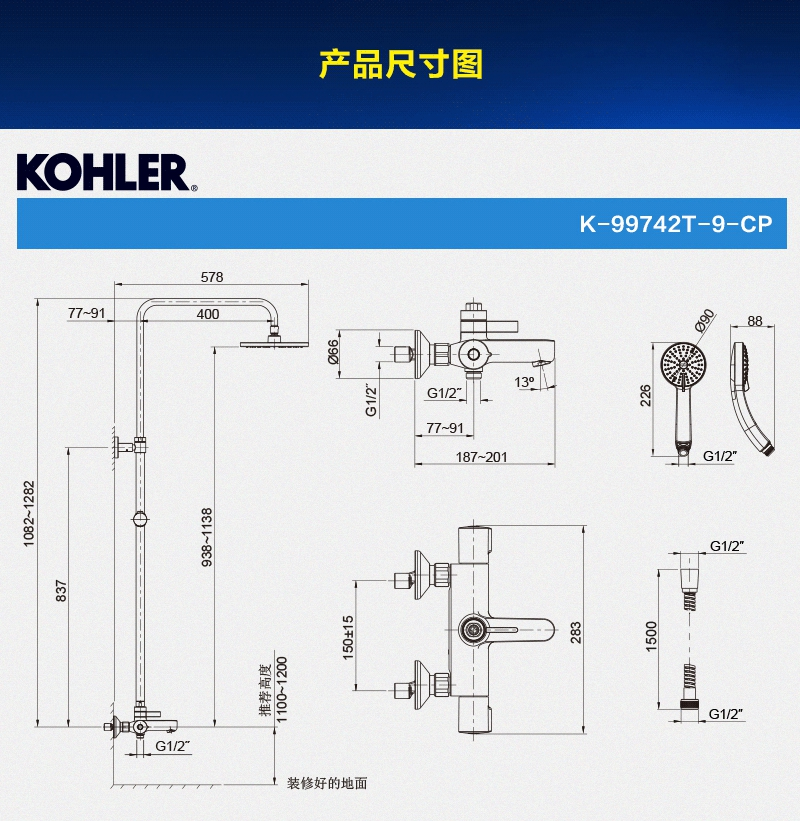 产品尺寸图
KOHLER®
K-99742T-9-CP
578
77~91
400
1082~1282
837
938~1138
推荐高度
1100~1200
G1/2″
装修好的地面
Ø66
G1/2″
G1/2″
13°
77~91
187~201
150±15
283
Ø90
88
226
G1/2″
G1/2″
1500
G1/2″